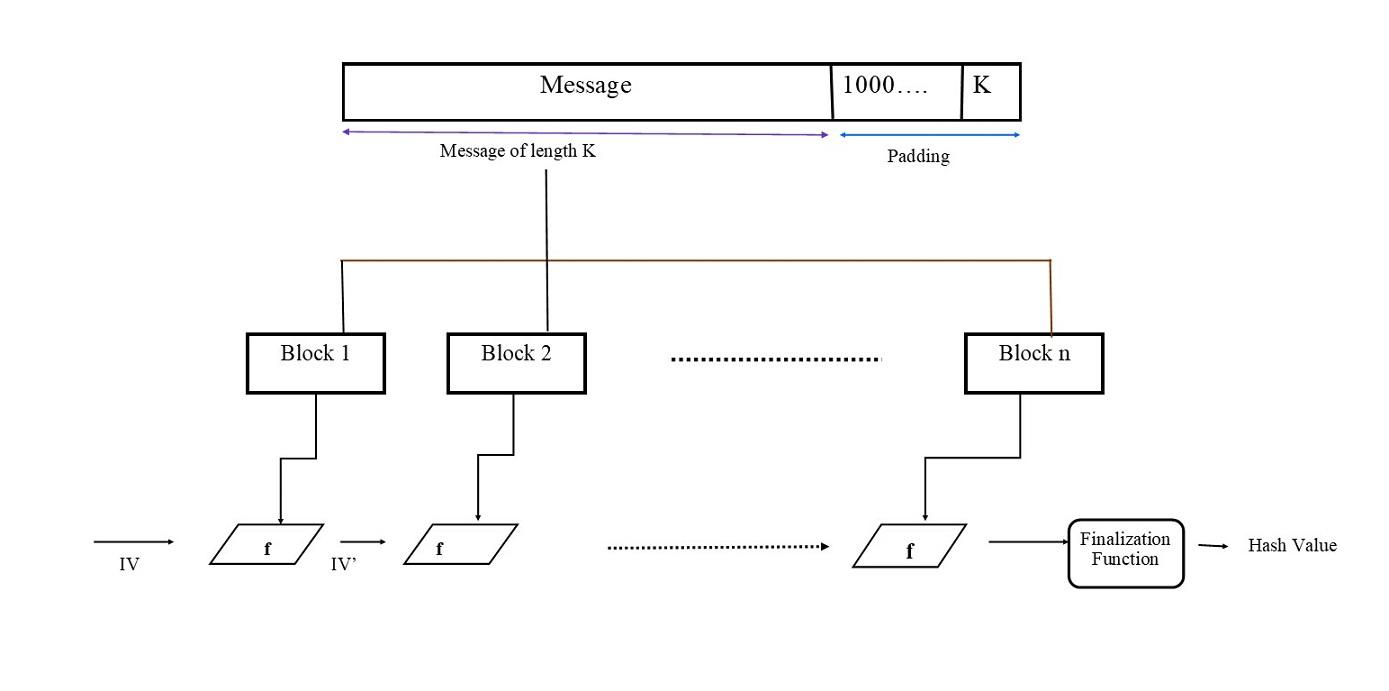 Message
1000….
K
Message of length K
Padding
Block 1
Block 2
Block n
f
f
f
IV
IV’
Finalization
Function
Hash Value